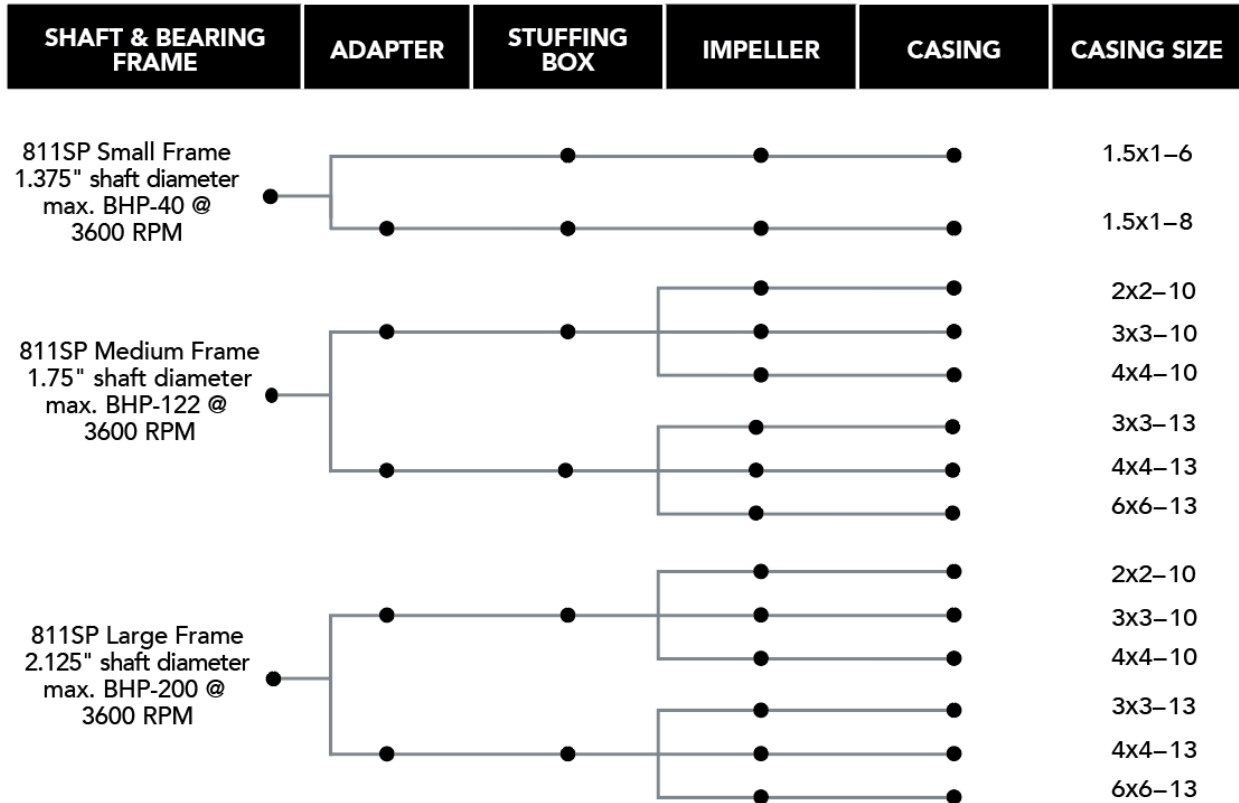 SHAFT & BEARING
FRAME
ADAPTER
STUFFING
BOX
IMPELLER
CASING
CASING SIZE
811SP Small Frame
1.375" shaft diameter
max. BHP-40 @
3600 RPM
1.5x1–6
1.5x1–8
811SP Medium Frame
1.75" shaft diameter
max. BHP-122 @
3600 RPM
2x2–10
3x3–10
4x4–10
3x3–13
4x4–13
6x6–13
811SP Large Frame
2.125" shaft diameter
max. BHP-200 @
3600 RPM
2x2–10
3x3–10
4x4–10
3x3–13
4x4–13
6x6–13